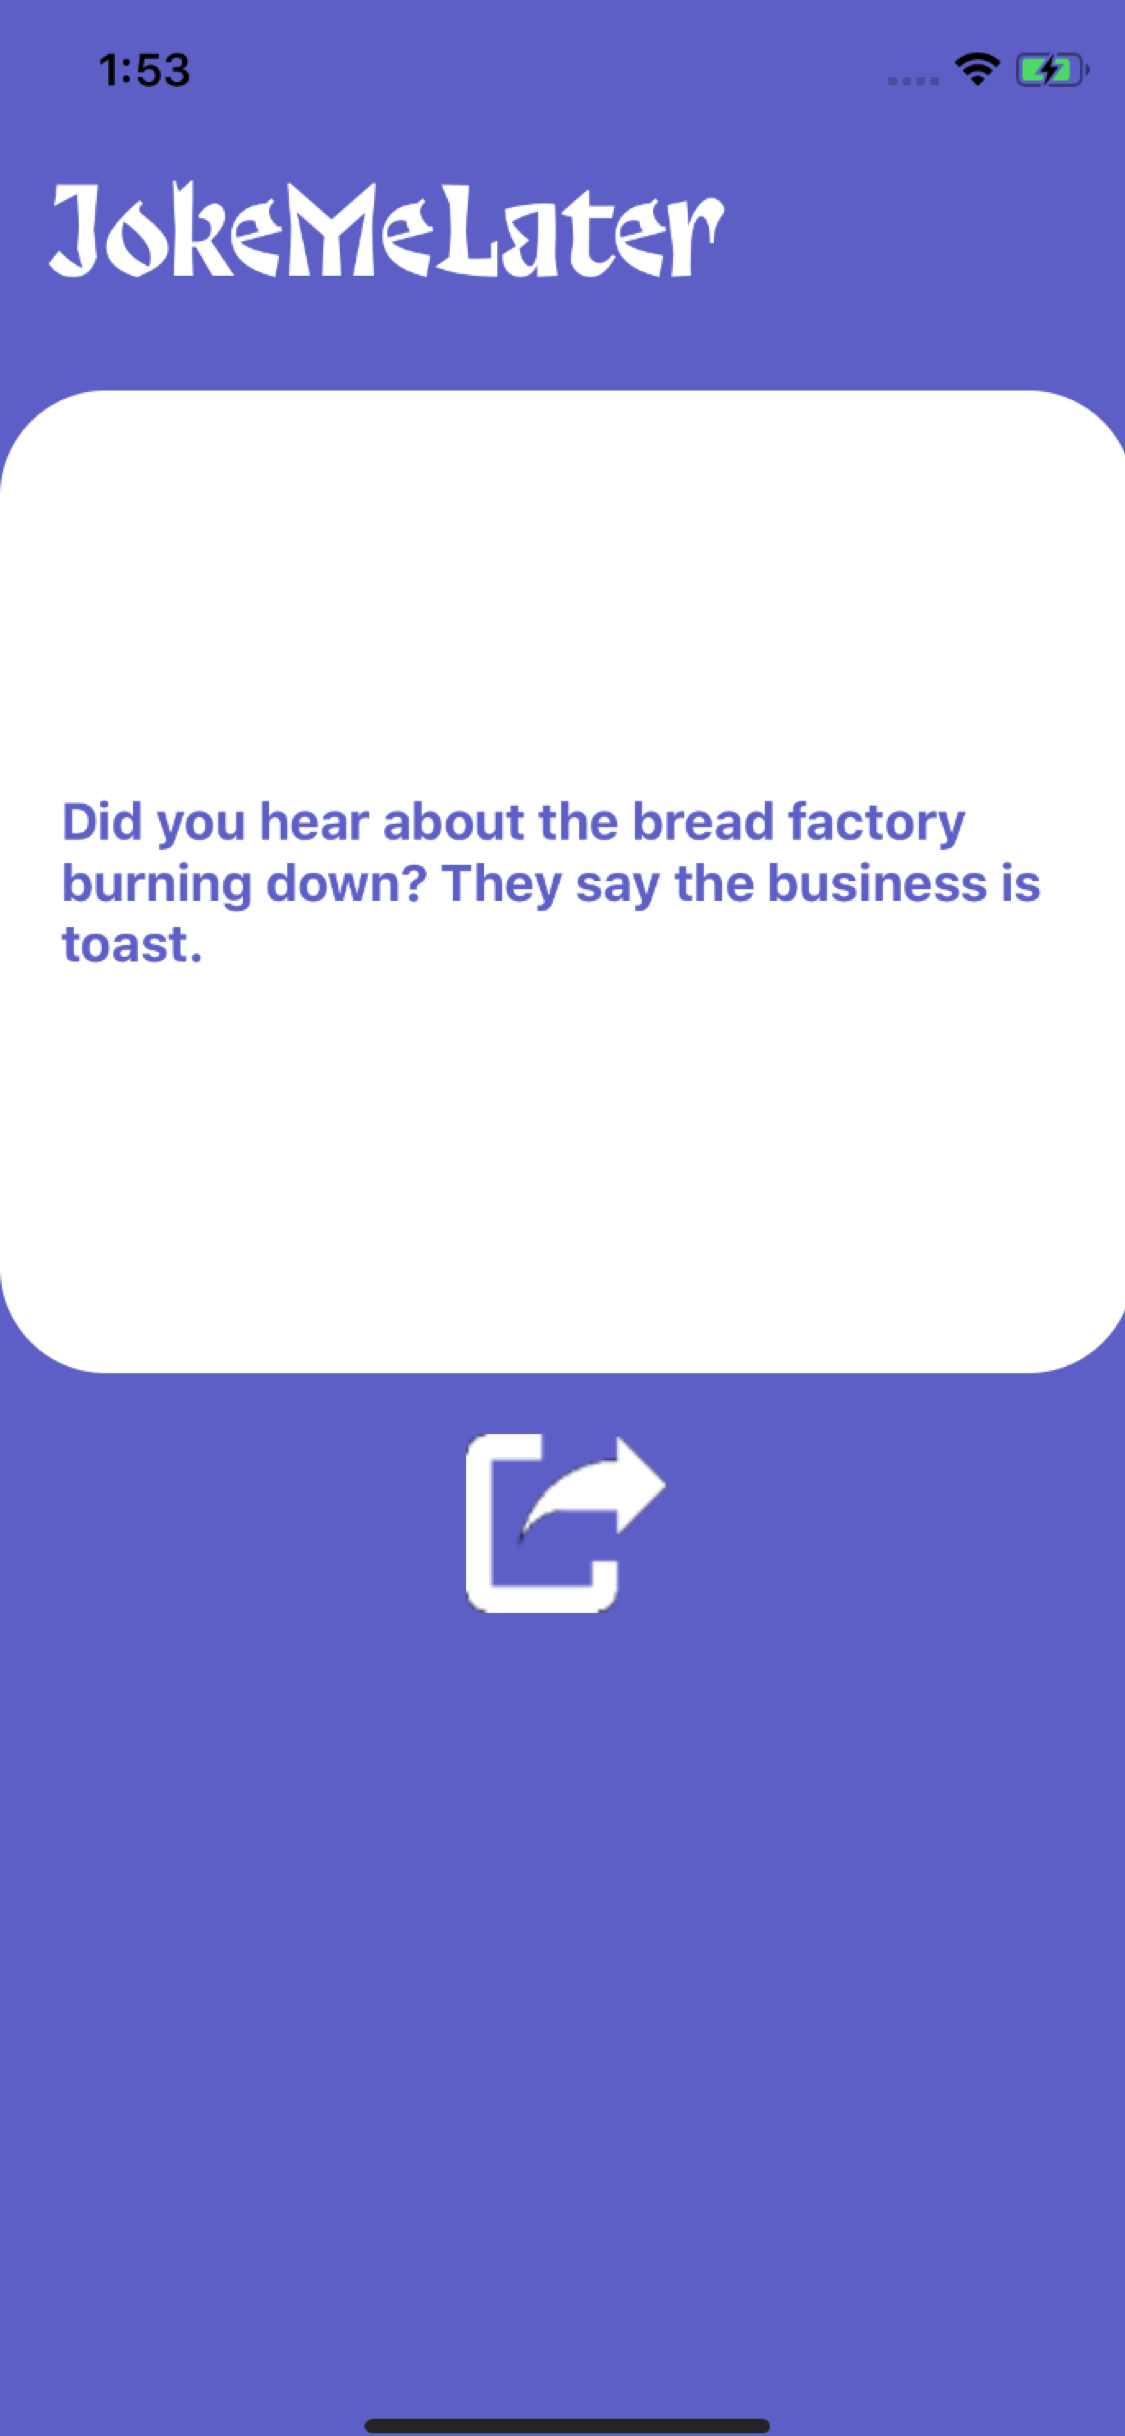 1:53
JokeMeLater
Did you hear about the bread factory
burning down? They say the business is
toast.